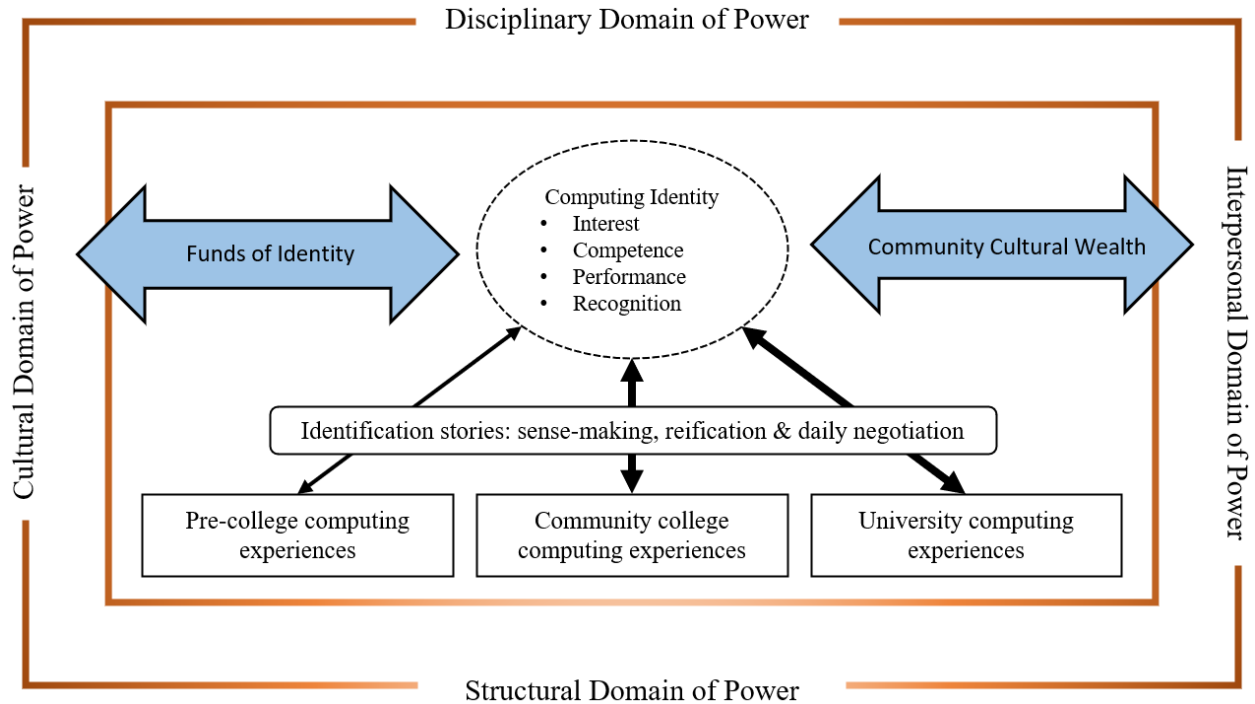 Disciplinary Domain of Power
Cultural Domain of Power
Interpersonal Domain of Power
Funds of Identity
Computing Identity
• Interest
• Competence
• Performance
• Recognition
Community Cultural Wealth
Identification stories: sense-making, reification & daily negotiation
Pre-college computing
experiences
Community college
computing experiences
University computing
experiences
Structural Domain of Power